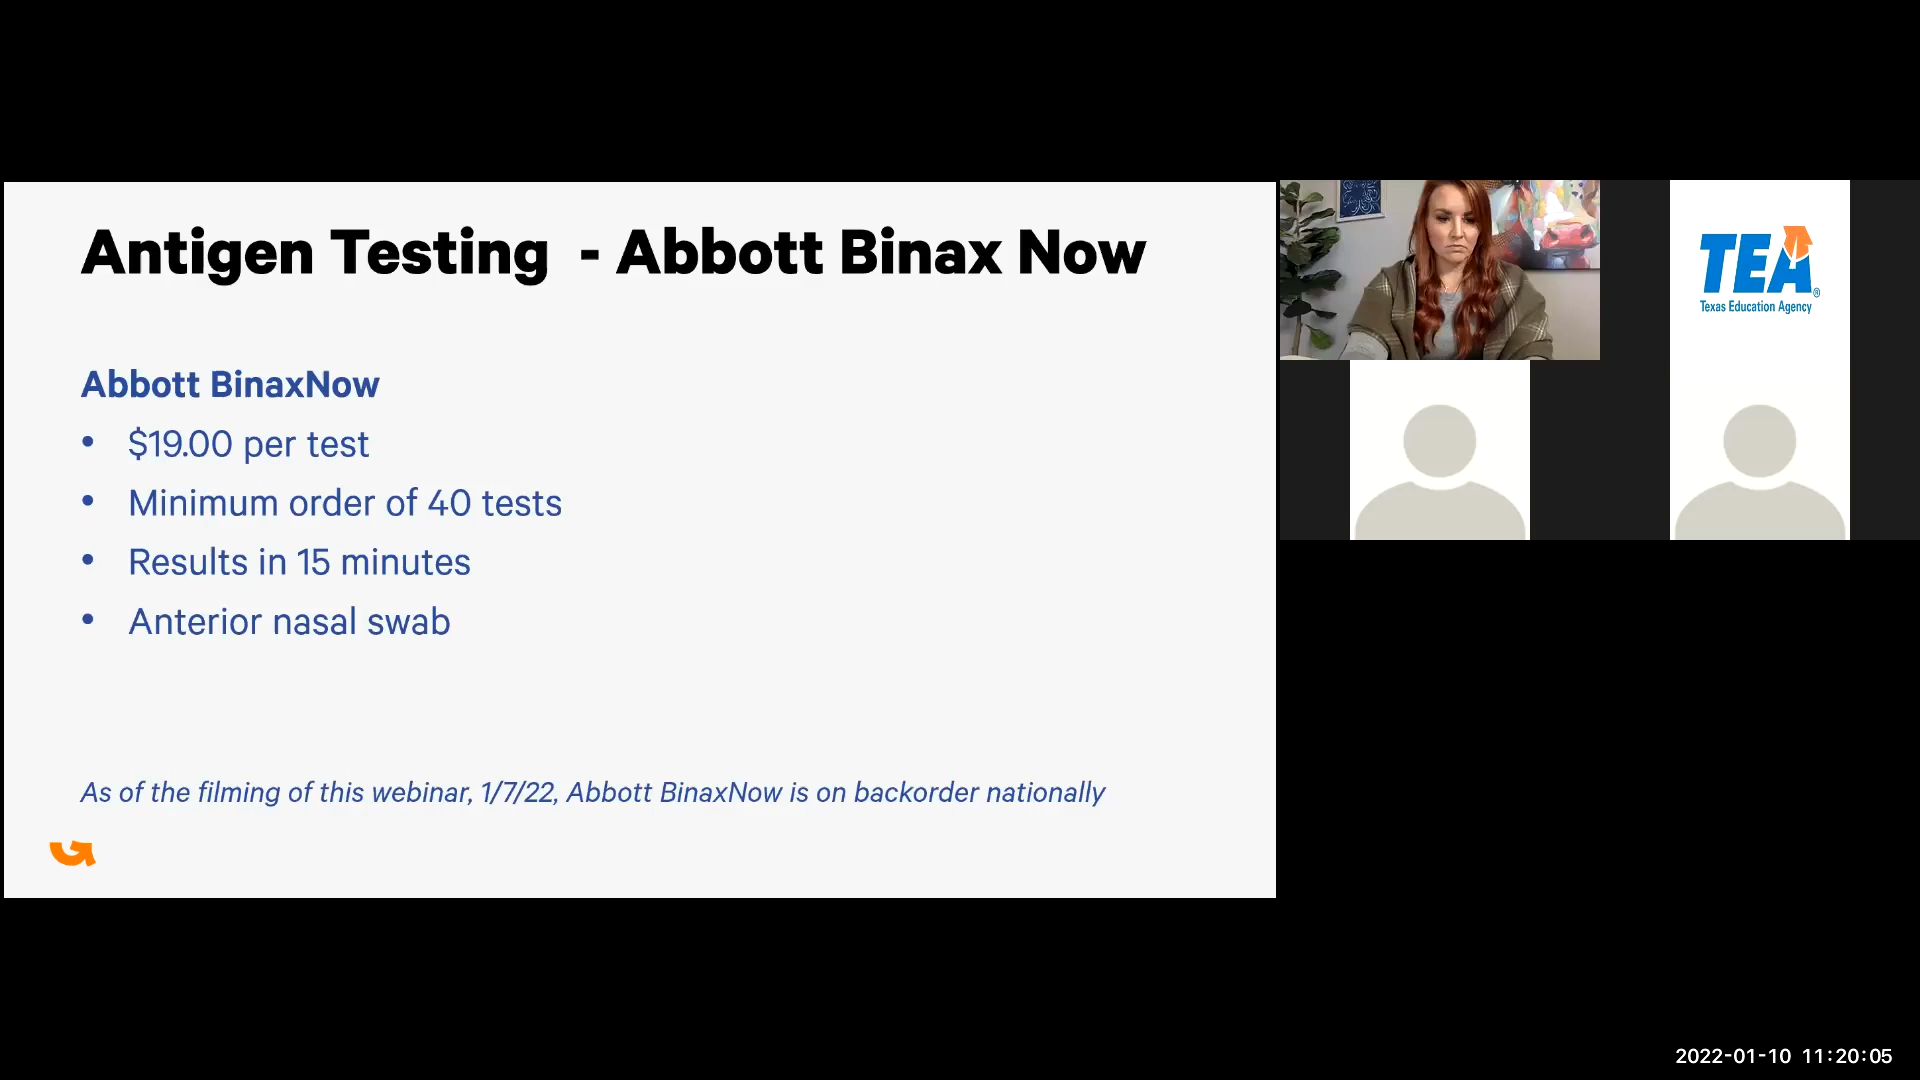 Antigen Testing - Abbott Binax Now
Abbott BinaxNow
• $19.00 per test
• Minimum order of 40 tests
• Results in 15 minutes
• Anterior nasal swab
As of the filming of this webinar, 1/7/22, Abbott BinaxNow is on backorder nationally
TEA®
Texas Education Agency
2022-01-10 11:20:05